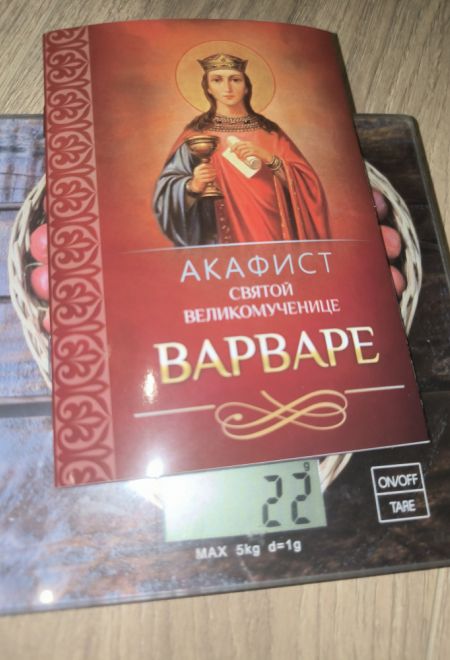 АКАФИСТ
СВЯТОЙ
ВЕЛИКОМУЧЕНИЦЕ
ВАРВАРЕ
g
22
ON/OFF
TARE
MAX 5kg d=1g